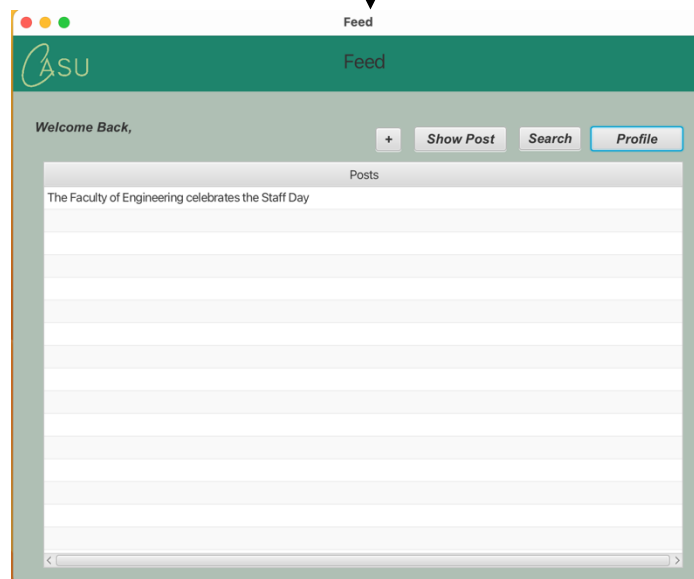 Feed
ASU
Feed
Welcome Back,
+
Show Post
Search
Profile
Posts
The Faculty of Engineering celebrates the Staff Day